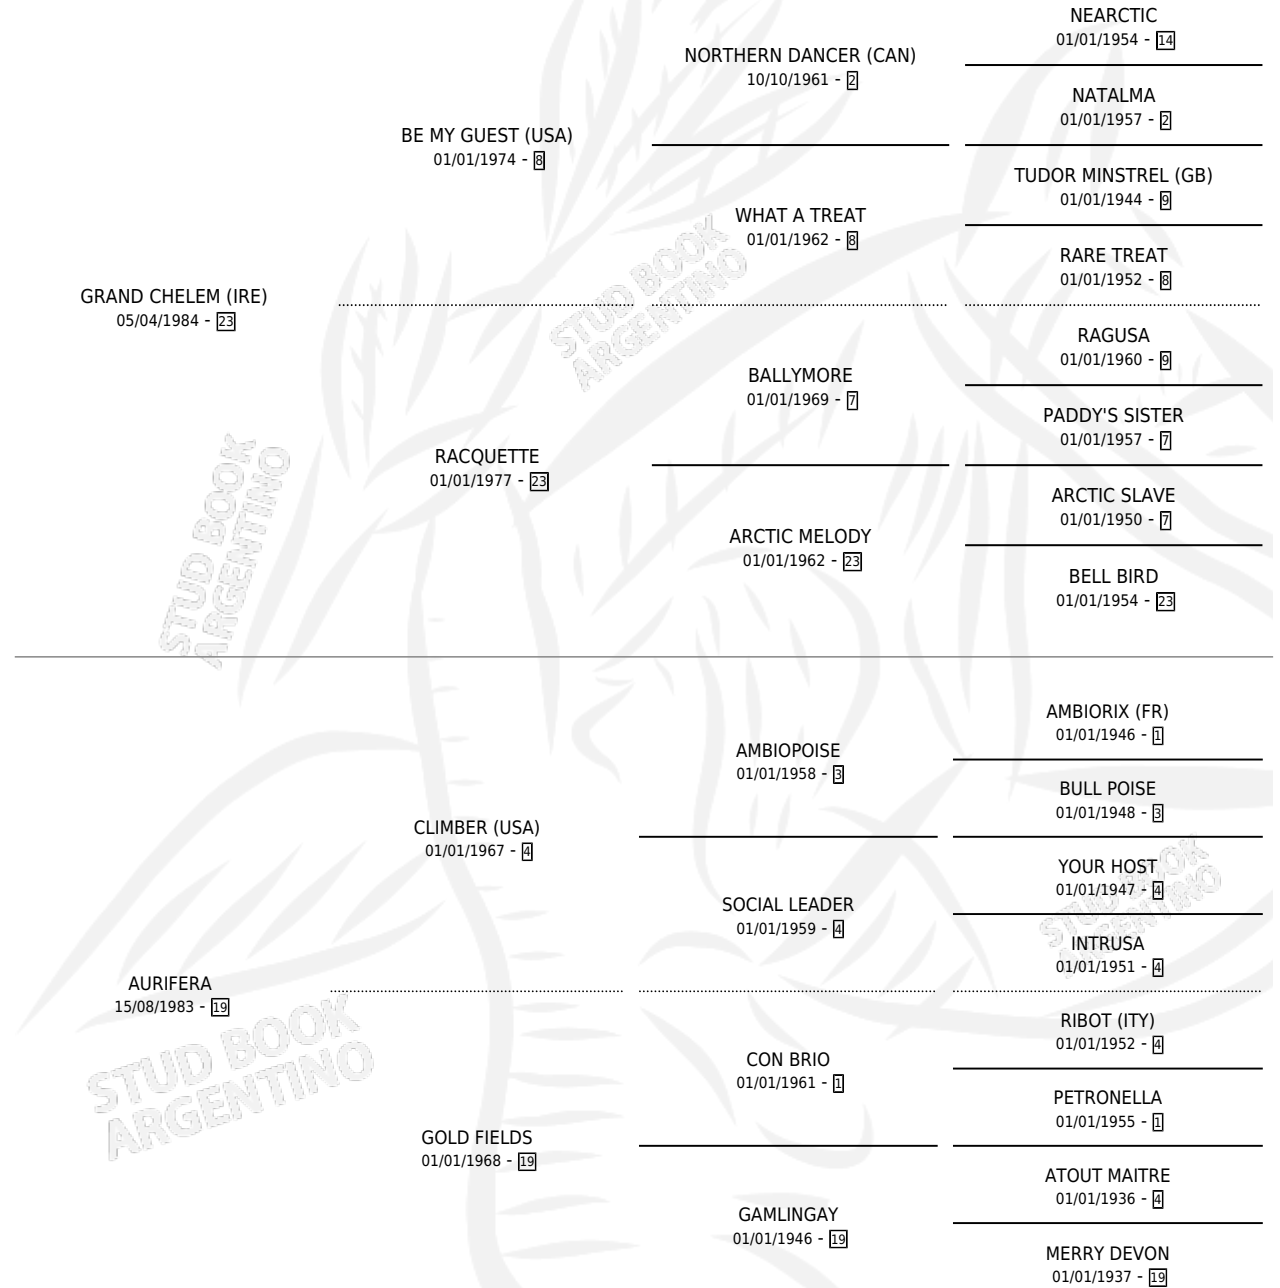 NEARCTIC
01/01/1954 - 14
NORTHERN DANCER (CAN)
10/10/1961 - 2
NATALMA
01/01/1957 - 2
BE MY GUEST (USA)
01/01/1974 - 8
TUDOR MINSTREL (GB)
01/01/1944 - 9
WHAT A TREAT
01/01/1962 - 8
RARE TREAT
01/01/1952 - 8
GRAND CHELEM (IRE)
05/04/1984 - 23
STUD BOOK
ARGENTINO
RAGUSA
01/01/1960 - 9
BALLYMORE
01/01/1969 - 7
PADDY'S SISTER
01/01/1957 - 7
RACQUETTE
01/01/1977 - 23
ARCTIC SLAVE
01/01/1950 - 7
ARCTIC MELODY
01/01/1962 - 23
BELL BIRD
01/01/1954 - 23
STUD BOOK
ARGENTINO
AMBIORIX (FR)
01/01/1946 - 1
AMBIOPOISE
01/01/1958 - 3
BULL POISE
01/01/1948 - 3
CLIMBER (USA)
01/01/1967 - 4
YOUR HOST
01/01/1947 - 4
SOCIAL LEADER
01/01/1959 - 4
INTRUSA
01/01/1951 - 4
STUD BOOK
ARGENTINO
AURIFERA
15/08/1983 - 19
RIBOT (ITY)
01/01/1952 - 4
CON BRIO
01/01/1961 - 1
PETRONELLA
01/01/1955 - 1
STUD BOOK
ARGENTINO
GOLD FIELDS
01/01/1968 - 19
ATOUT MAITRE
01/01/1936 - 4
GAMLINGAY
01/01/1946 - 19
MERRY DEVON
01/01/1937 - 19